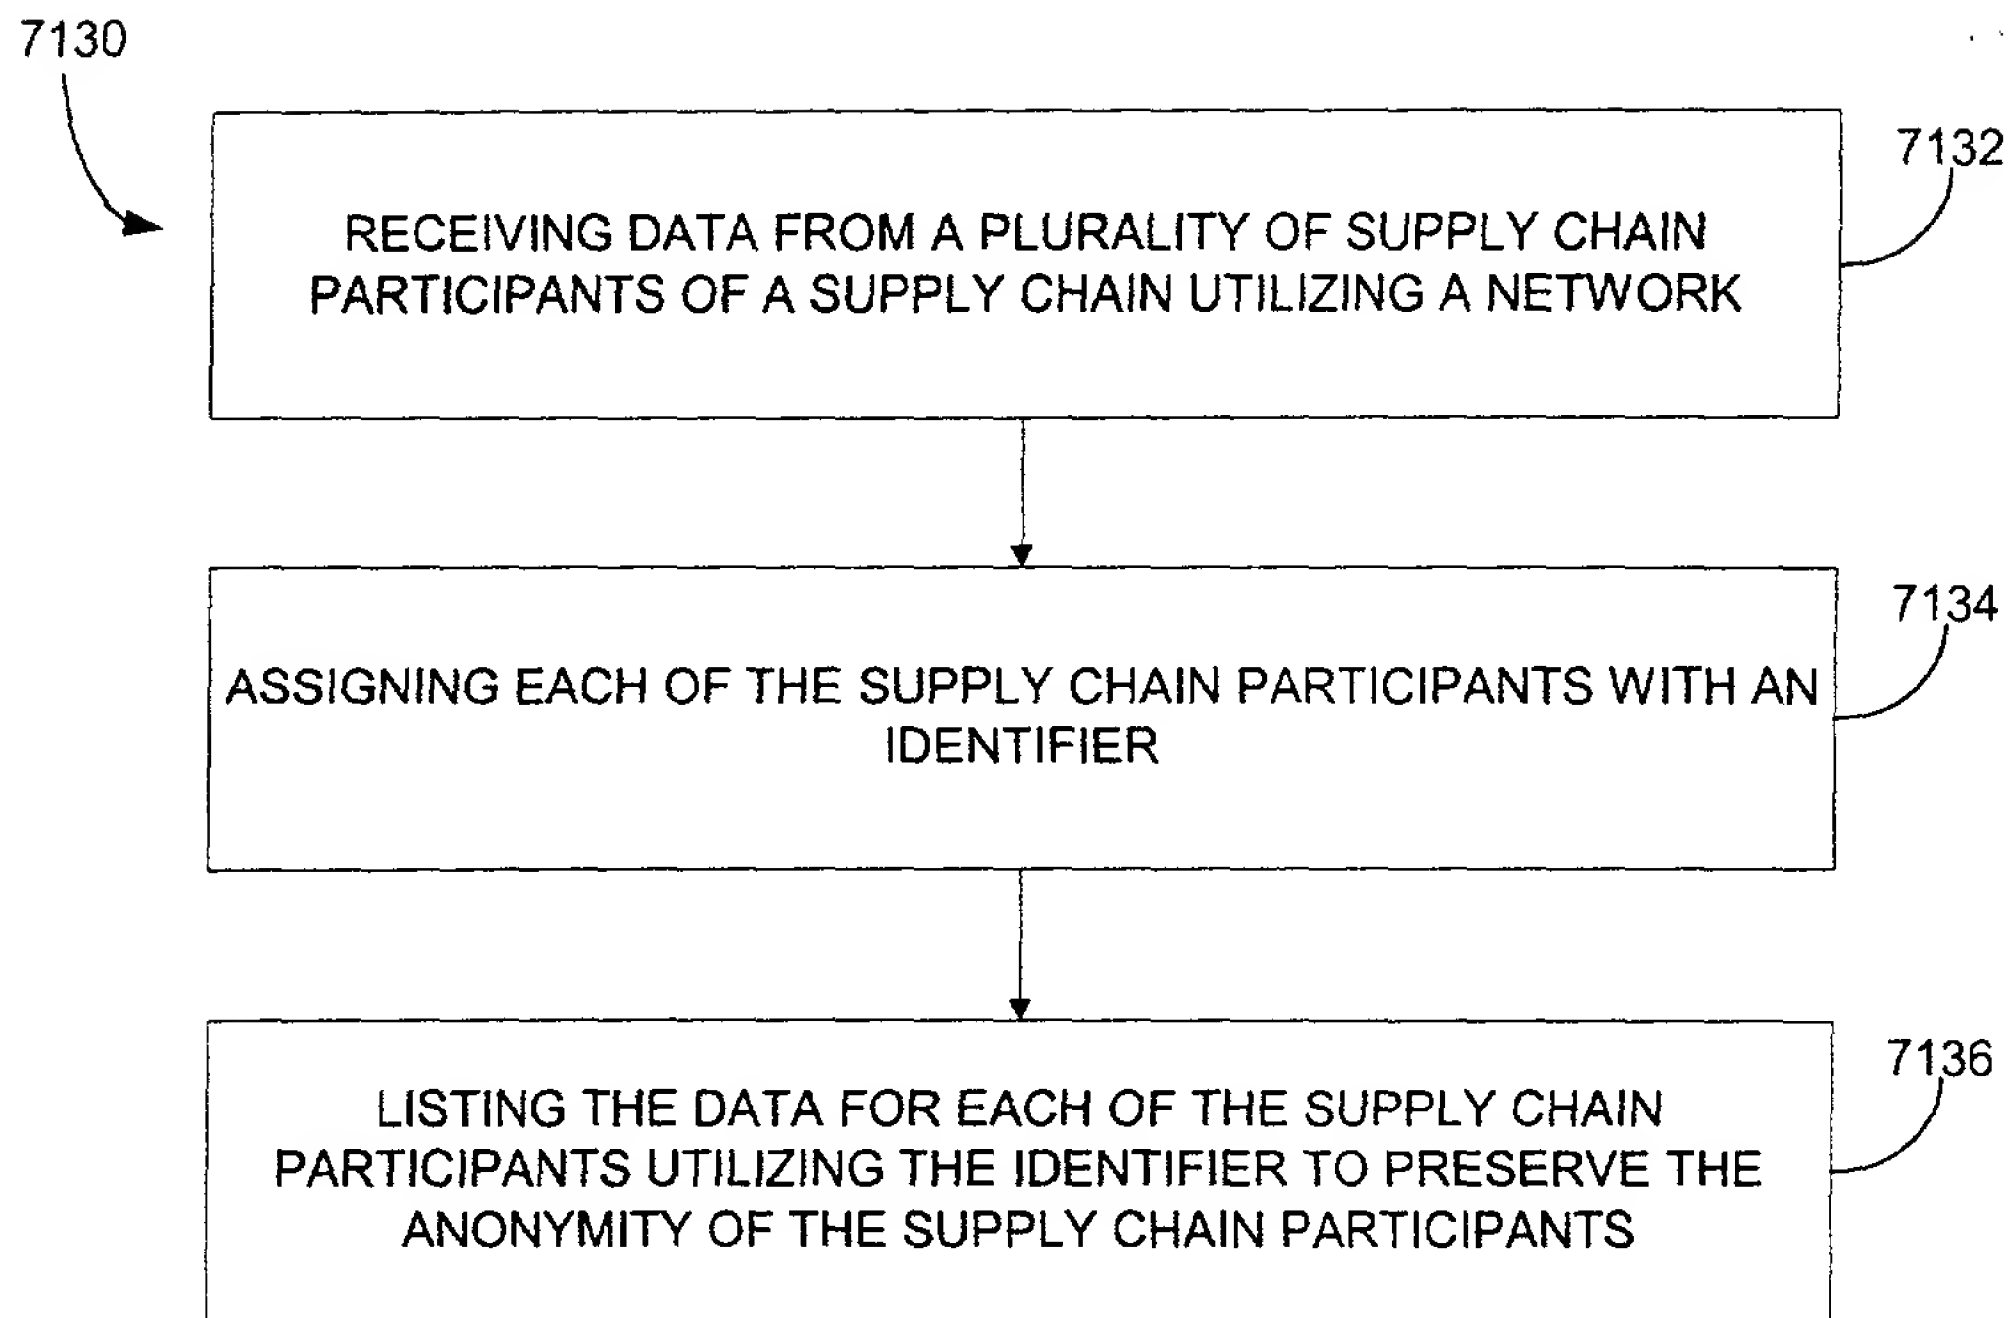 7130
7132
RECEIVING DATA FROM A PLURALITY OF SUPPLY CHAIN
PARTICIPANTS OF A SUPPLY CHAIN UTILIZING A NETWORK
7134
ASSIGNING EACH OF THE SUPPLY CHAIN PARTICIPANTS WITH AN
IDENTIFIER
7136
LISTING THE DATA FOR EACH OF THE SUPPLY CHAIN
PARTICIPANTS UTILIZING THE IDENTIFIER TO PRESERVE THE
ANONYMITY OF THE SUPPLY CHAIN PARTICIPANTS